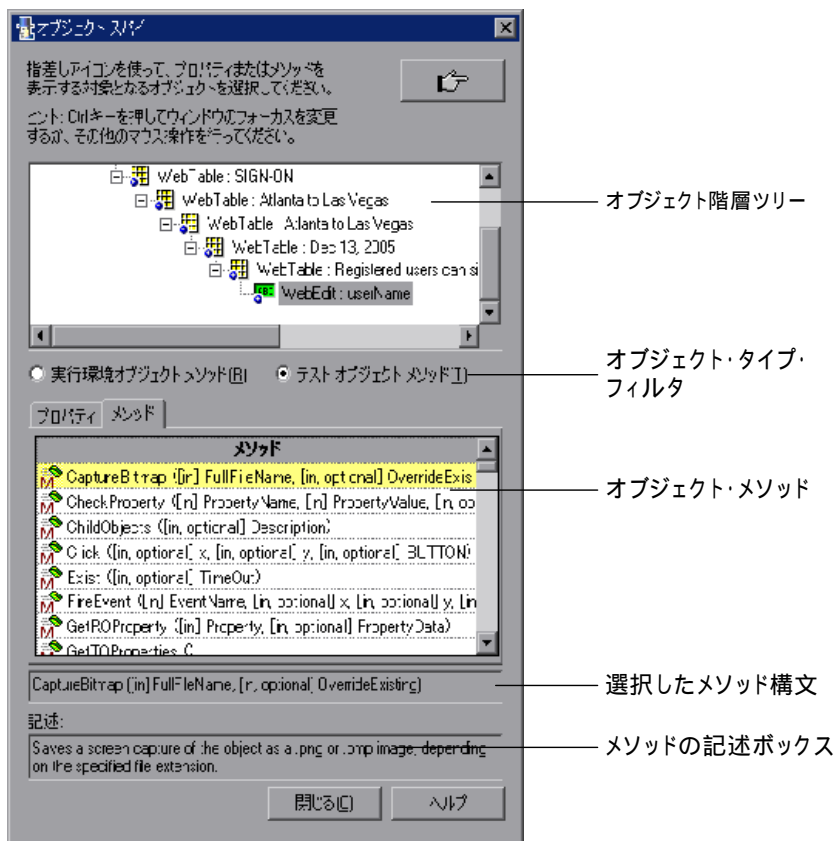 オブジェクト スパイ
指差しアイコンを使って、プロパティまたはメソッドを
表示する対象となるオブジェクトを選択してください。
ヒント: Ctrlキーを押してウィンドウのフォーカスを変更
するか、その他のマウス操作を行ってください。
WebTable : SIGN-ON
WebTable : Atlanta to Las Vegas
オブジェクト階層ツリー
WebTable : Atlanta to Las Vegas
WebTable : Dec 13, 2005
WebTable : Registered users can si
WebEdit : userName
実行環境オブジェクト メソッド(R) テスト オブジェクト メソッド(T)
オブジェクト・タイプ・
フィルタ
プロパティ メソッド
メソッド
CaptureBitmap ([in] FullFileName, [in, optional] OverrideExis
CheckProperty ([in] PropertyName, [in] PropertyValue, [in, op
オブジェクト・メソッド
ChildObjects ([in, optional] Description)
Click ([in, optional] x, [in, optional] y, [in, optional] BUTTON)
Exist ([in, optional] TimeOut)
FireEvent ([in] EventName, [in, optional] x, [in, optional] y, [in
GetROProperty ([in] Property, [in, optional] PropertyData)
GetTOProperties ()
CaptureBitmap ([in] FullFileName, [in, optional] OverrideExisting)
選択したメソッド構文
記述:
Saves a screen capture of the object as a .png or .bmp image, depending
on the specified file extension.
メソッドの記述ボックス
閉じる(C) ヘルプ